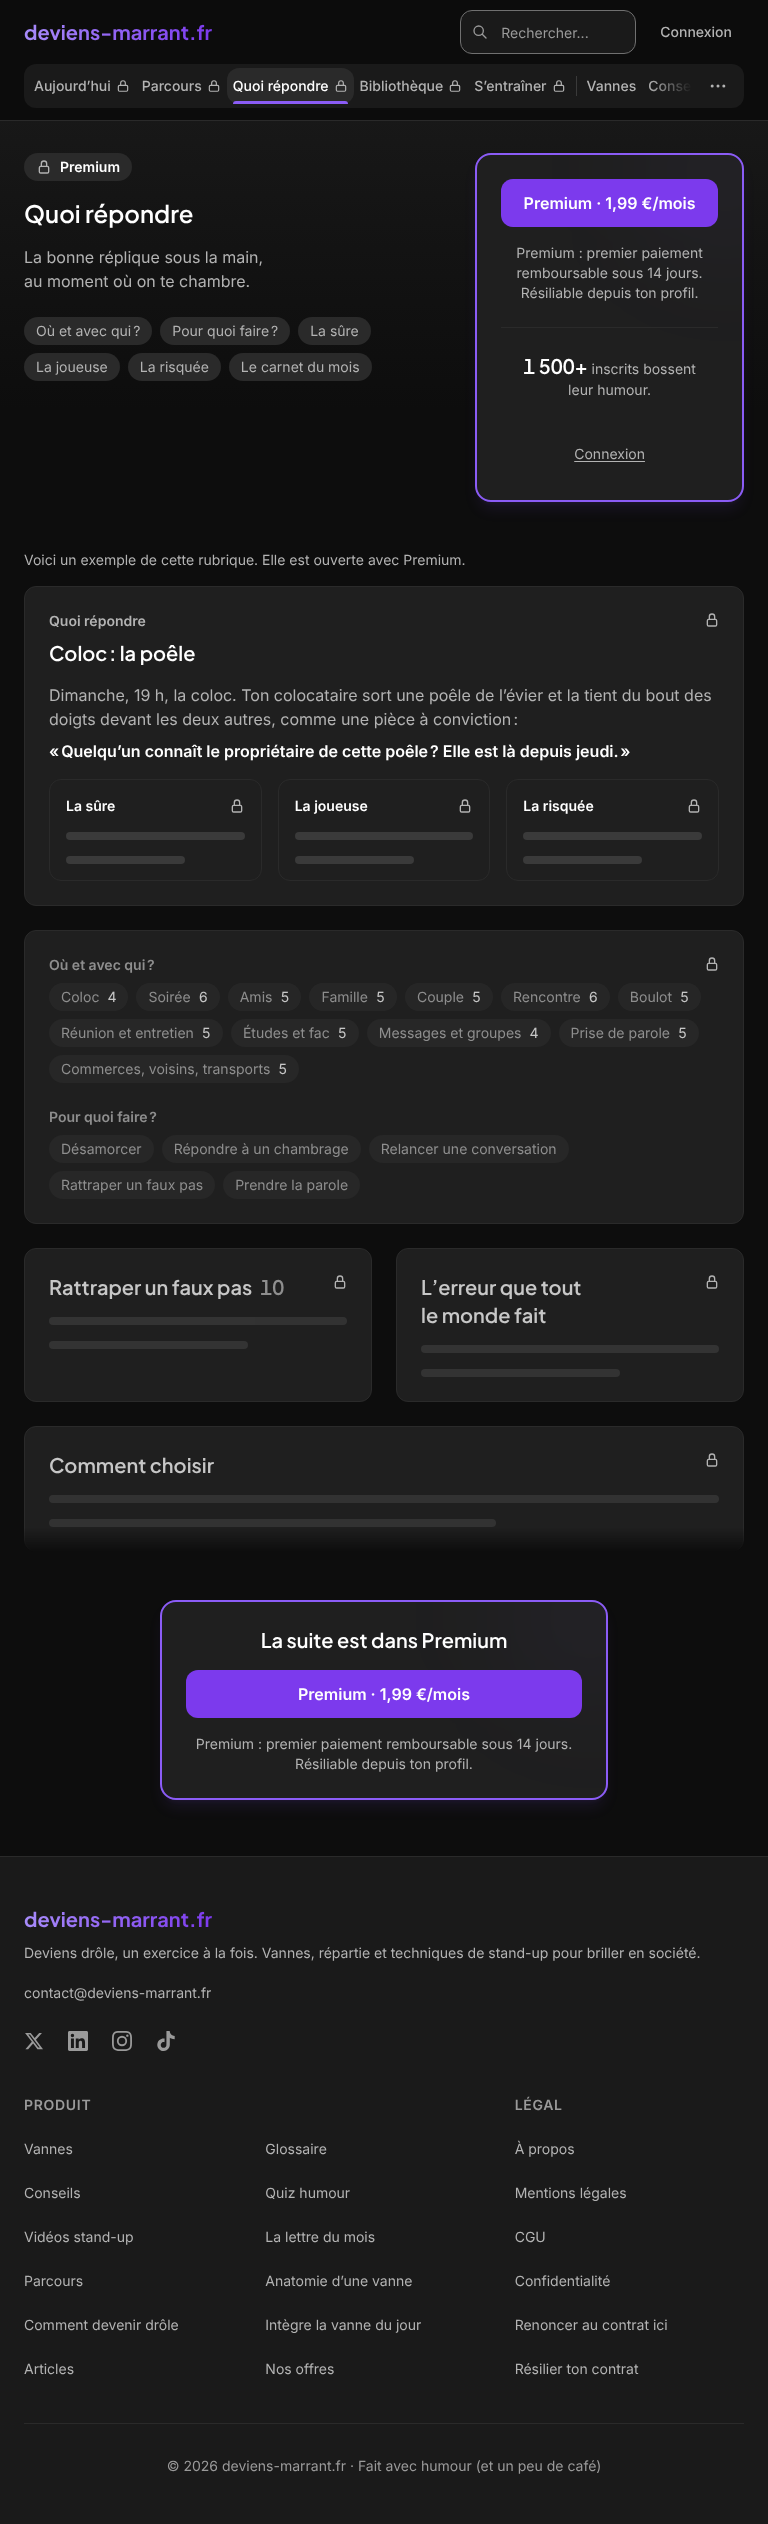 deviens-marrant.fr
Rechercher...
Connexion
Aujourd’hui Parcours Quoi répondre Bibliothèque S’entraîner Vannes Conse
Premium
Quoi répondre
La bonne réplique sous la main,
au moment où on te chambre.
Où et avec qui ? Pour quoi faire ? La sûre
La joueuse La risquée Le carnet du mois
Premium · 1,99 €/mois
Premium : premier paiement
remboursable sous 14 jours.
Résiliable depuis ton profil.
1 500+ inscrits bossent
leur humour.
Connexion
Voici un exemple de cette rubrique. Elle est ouverte avec Premium.
Quoi répondre
Coloc : la poêle
Dimanche, 19 h, la coloc. Ton colocataire sort une poêle de l’évier et la tient du bout des
doigts devant les deux autres, comme une pièce à conviction :
« Quelqu’un connaît le propriétaire de cette poêle ? Elle est là depuis jeudi. »
La sûre La joueuse La risquée
Où et avec qui ?
Coloc 4 Soirée 6 Amis 5 Famille 5 Couple 5 Rencontre 6 Boulot 5
Réunion et entretien 5 Études et fac 5 Messages et groupes 4 Prise de parole 5
Commerces, voisins, transports 5
Pour quoi faire ?
Désamorcer Répondre à un chambrage Relancer une conversation
Rattraper un faux pas Prendre la parole
Rattraper un faux pas 10
L’erreur que tout
le monde fait
Comment choisir
La suite est dans Premium
Premium · 1,99 €/mois
Premium : premier paiement remboursable sous 14 jours.
Résiliable depuis ton profil.
deviens-marrant.fr
Deviens drôle, un exercice à la fois. Vannes, répartie et techniques de stand-up pour briller en société.
contact@deviens-marrant.fr
PRODUIT LÉGAL
Vannes Glossaire À propos
Conseils Quiz humour Mentions légales
Vidéos stand-up La lettre du mois CGU
Parcours Anatomie d’une vanne Confidentialité
Comment devenir drôle Intègre la vanne du jour Renoncer au contrat ici
Articles Nos offres Résilier ton contrat
© 2026 deviens-marrant.fr · Fait avec humour (et un peu de café)